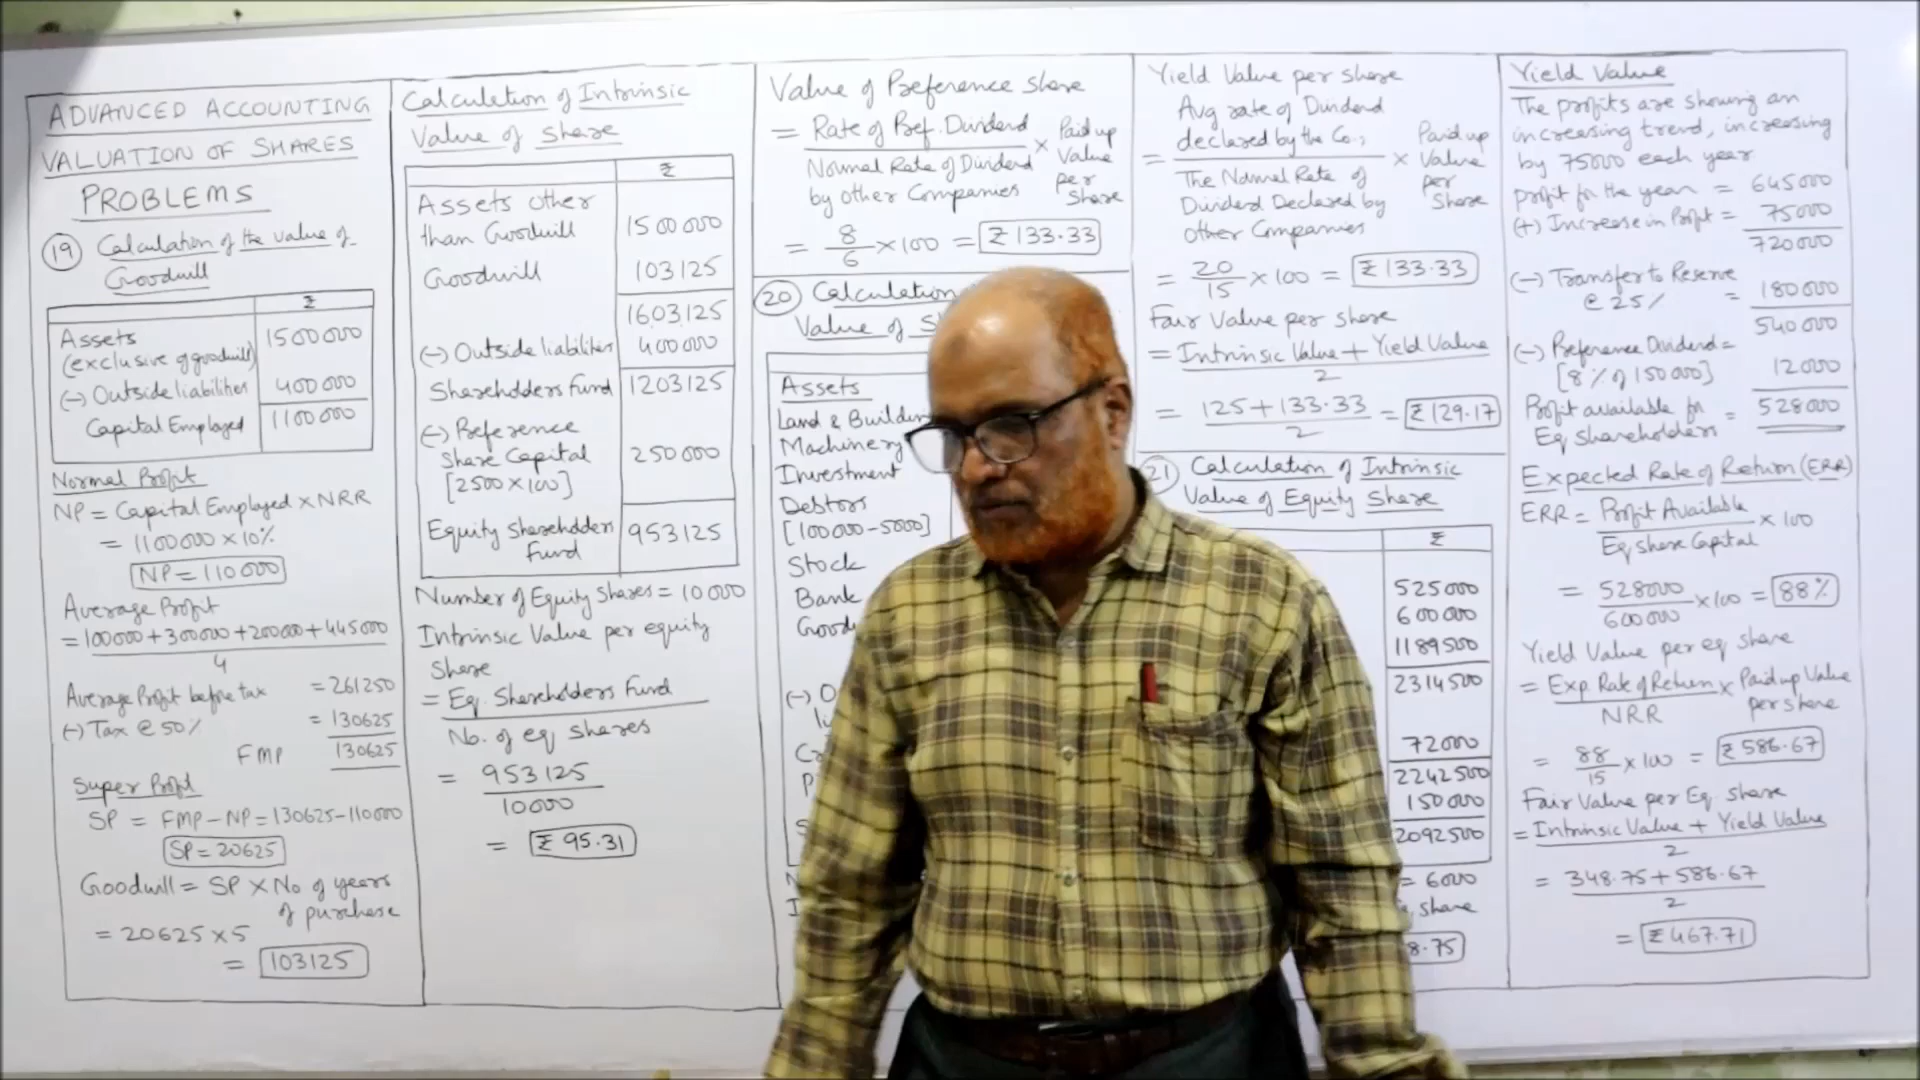 ADVANCED ACCOUNTING
VALUATION OF SHARES
PROBLEMS
19 Calculation of the value of
Goodwill
₹
Assets 1500000
(exclusive of goodwill)
(-) Outside liabilities 400000
Capital Employed 1100000
Normal Profit
NP = Capital Employed × NRR
= 1100000 × 10%
NP = 110000
Average Profit
= 100000 + 300000 + 200000 + 445000
4
Average Profit before tax = 261250
(-) Tax @ 50% = 130625
FMP 130625
Super Profit
SP = FMP - NP = 130625 - 110000
SP = 20625
Goodwill = SP × No of years
of purchase
= 20625 × 5
= 103125
Calculation of Intrinsic
Value of Share
₹
Assets other
than Goodwill 1500000
Goodwill 103125
1603125
(-) Outside liabilities 400000
Shareholders Fund 1203125
(-) Preference
Share Capital 250000
[2500 × 100]
Equity Shareholders 953125
Fund
Number of Equity Shares = 10000
Intrinsic Value per equity
Share
= Eq. Shareholders Fund
No. of eq shares
= 953125
10000
= ₹ 95.31
Value of Preference Share
= Rate of Pref. Dividend × Paid up
Normal Rate of Dividend Value
by other Companies per
Share
= 8/6 × 100 = ₹ 133.33
20 Calculation
Value of
Assets
Land & Building
Machinery
Investment
Debtors
[100000 - 5000]
Stock
Bank
(-)
Yield Value per share
Avg rate of Dividend
declared by the Co., Paid up
= × Value
The Normal Rate of per
Dividend Declared by Share
Other Companies
= 20/15 × 100 = ₹ 133.33
Fair Value per share
= Intrinsic Value + Yield Value
2
= 125 + 133.33 = ₹ 129.17
2
21 Calculation of Intrinsic
Value of Equity Share
₹
525000
600000
1189500
2314500
72000
2242500
150000
2092500
= 6000
share
8.75
Yield Value
The profits are showing an
increasing trend, increasing
by 75000 each year
profit for the year = 645000
(+) Increase in Profit = 75000
720000
(-) Transfer to Reserve
@ 25% = 180000
540000
(-) Preference Dividend =
[8% of 150000] 12000
Profit available for = 528000
Eq shareholders
Expected Rate of Return (ERR)
ERR = Profit Available × 100
Eq Share Capital
= 528000 × 100 = 88%
600000
Yield Value per eq share
= Exp. Rate of Return × Paid up Value
NRR per share
= 88/15 × 100 = ₹ 586.67
Fair Value per Eq. share
= Intrinsic Value + Yield Value
2
= 348.75 + 586.67
2
= ₹ 467.71